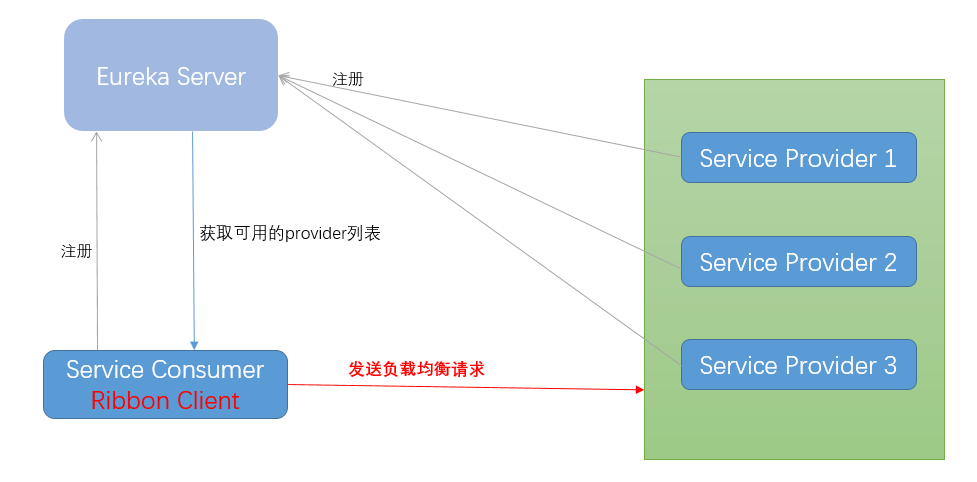 Eureka Server
注册
Service Provider 1
获取可用的provider列表
注册
Service Provider 2
Service Consumer
Ribbon Client
发送负载均衡请求
Service Provider 3